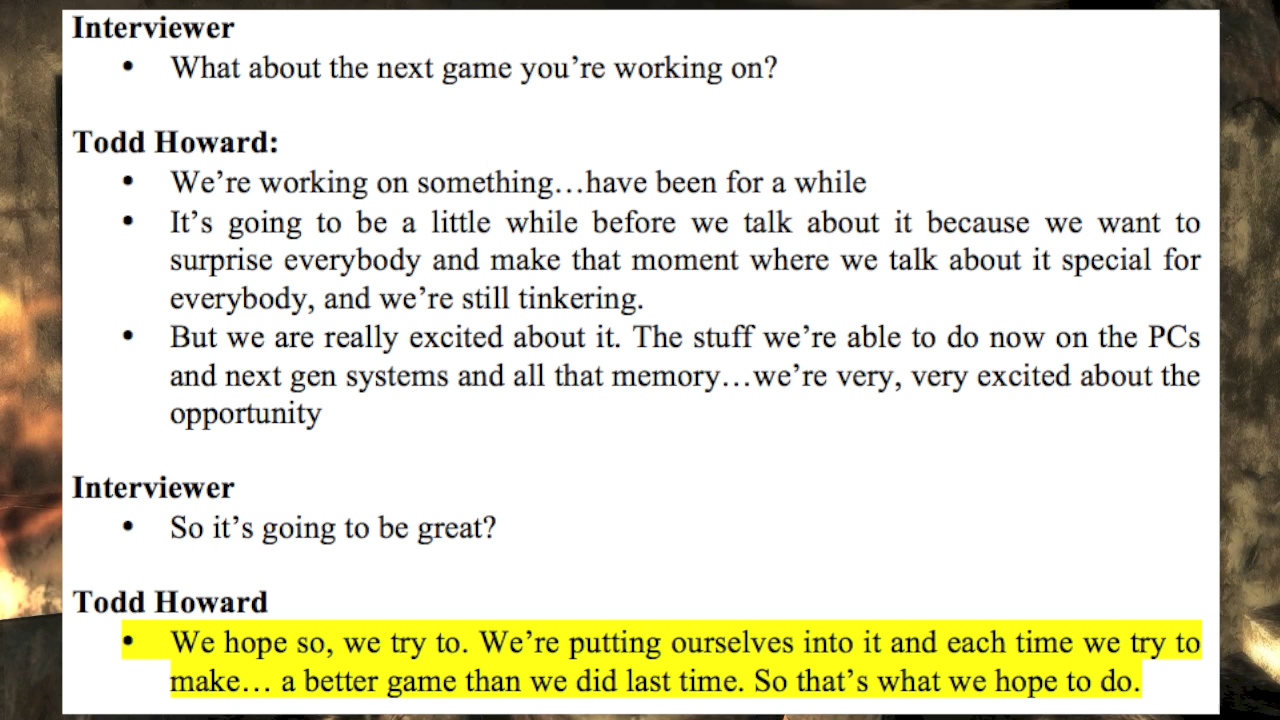 Interviewer
• What about the next game you’re working on?
Todd Howard:
• We’re working on something…have been for a while
• It’s going to be a little while before we talk about it because we want to
surprise everybody and make that moment where we talk about it special for
everybody, and we’re still tinkering.
• But we are really excited about it. The stuff we’re able to do now on the PCs
and next gen systems and all that memory…we’re very, very excited about the
opportunity
Interviewer
• So it’s going to be great?
Todd Howard
• We hope so, we try to. We’re putting ourselves into it and each time we try to
make… a better game than we did last time. So that’s what we hope to do.